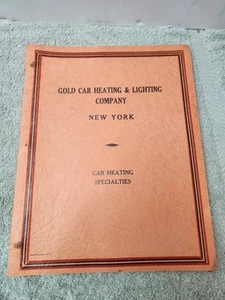 GOLD CAR HEATING & LIGHTING
COMPANY
NEW YORK
CAR HEATING
SPECIALTIES